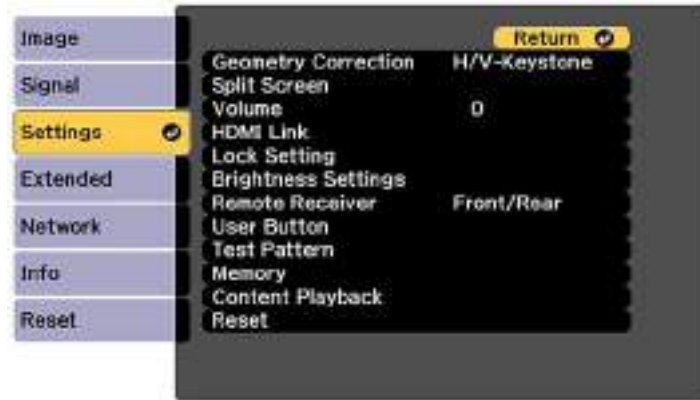 Image
Signal
Settings
Extended
Network
Info
Reset
Return
Geometry Correction H/V-Keystone
Split Screen
Volume 0
HDMI Link
Lock Setting
Brightness Settings
Remote Receiver Front/Rear
User Button
Test Pattern
Memory
Content Playback
Reset